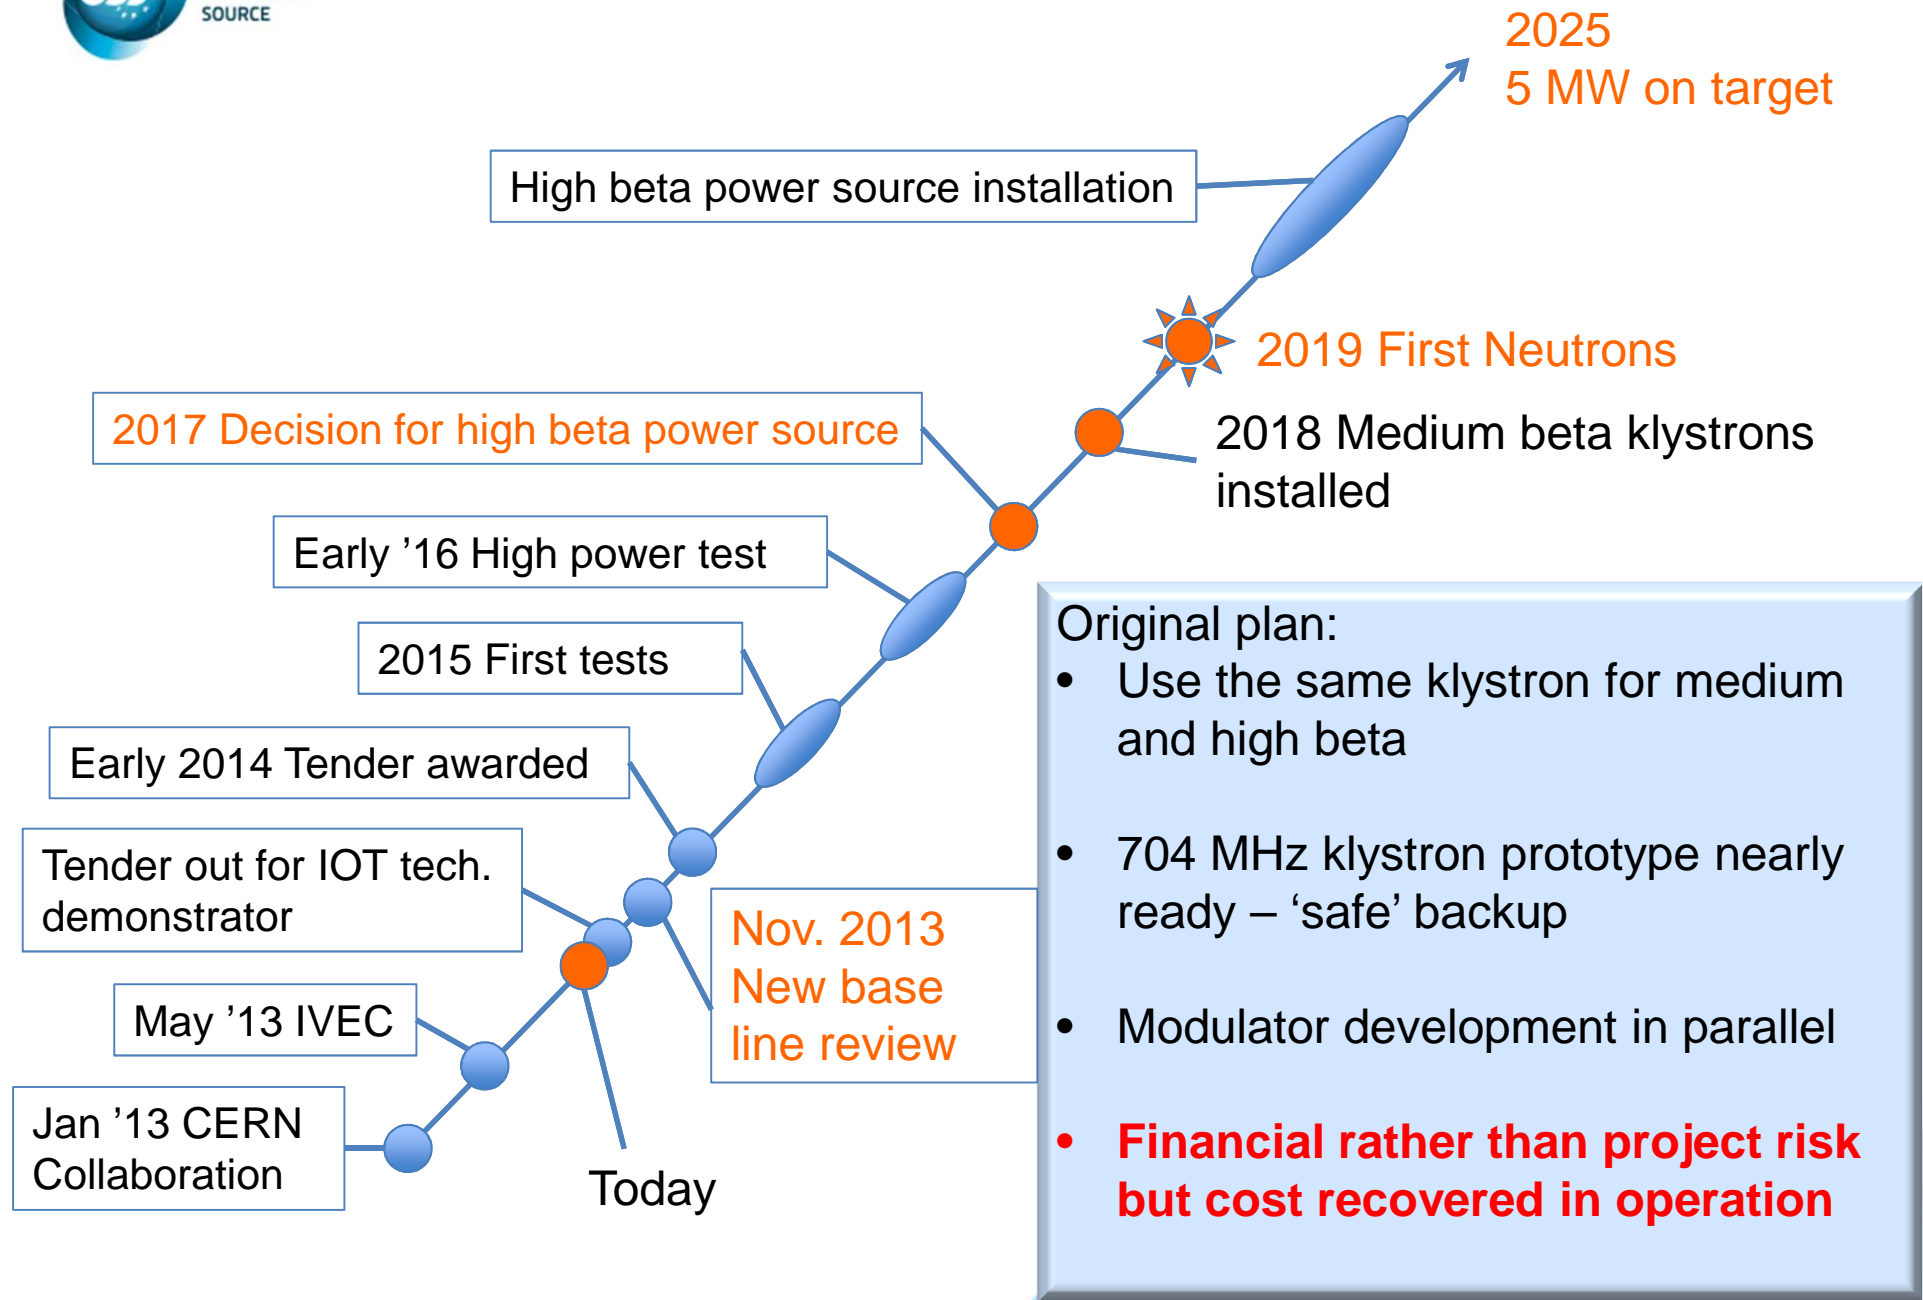 SOURCE
2025
5 MW on target
High beta power source installation
2019 First Neutrons
2017 Decision for high beta power source
2018 Medium beta klystrons
installed
Early ’16 High power test
2015 First tests
Early 2014 Tender awarded
Tender out for IOT tech.
demonstrator
Nov. 2013
New base
line review
May ’13 IVEC
Jan ’13 CERN
Collaboration
Today
Original plan:
• Use the same klystron for medium
and high beta
• 704 MHz klystron prototype nearly
ready – ‘safe’ backup
• Modulator development in parallel
• Financial rather than project risk
but cost recovered in operation